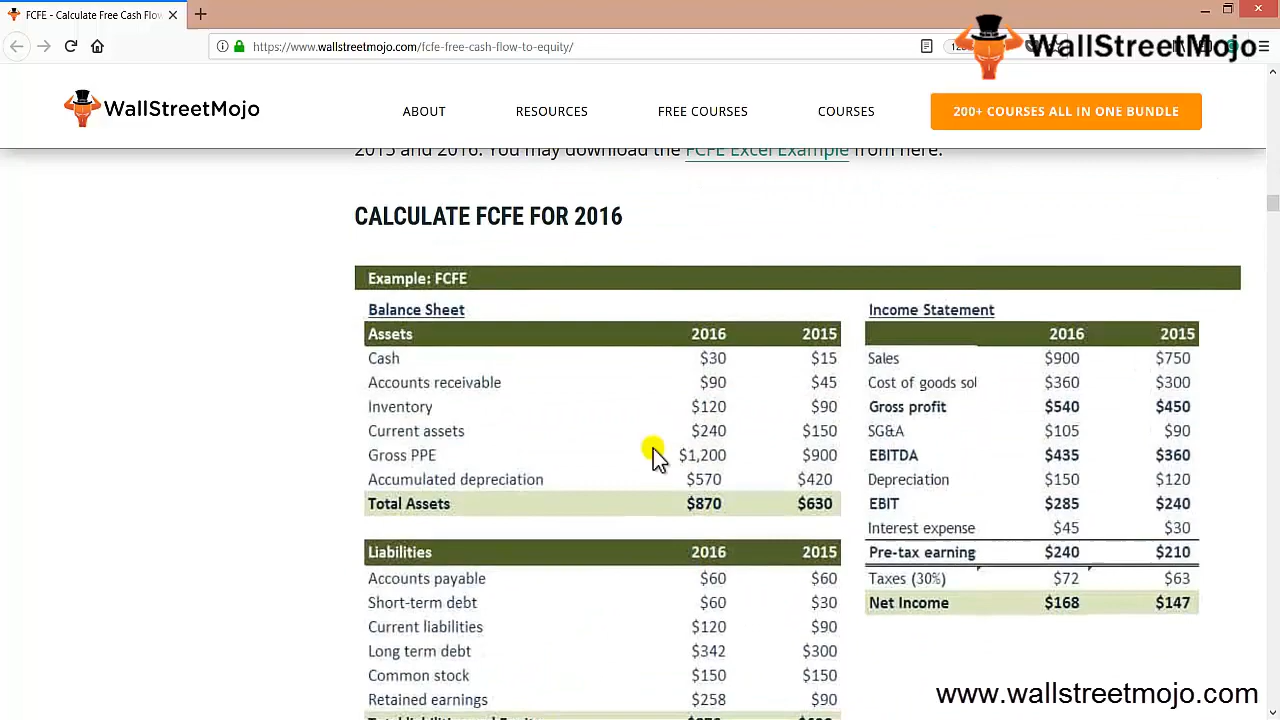 FCFE - Calculate Free Cash Flow
https://www.wallstreetmojo.com/fcfe-free-cash-flow-to-equity/
WallStreetMojo
WallStreetMojo
ABOUT
RESOURCES
FREE COURSES
COURSES
200+ COURSES ALL IN ONE BUNDLE
2015 and 2016. You may download the FCFE Excel Example from here.
CALCULATE FCFE FOR 2016
Example: FCFE
Balance Sheet
Assets 2016 2015
Cash $30 $15
Accounts receivable $90 $45
Inventory $120 $90
Current assets $240 $150
Gross PPE $1,200 $900
Accumulated depreciation $570 $420
Total Assets $870 $630
Liabilities 2016 2015
Accounts payable $60 $60
Short-term debt $60 $30
Current liabilities $120 $90
Long term debt $342 $300
Common stock $150 $150
Retained earnings $258 $90
Income Statement
2016 2015
Sales $900 $750
Cost of goods sol $360 $300
Gross profit $540 $450
SG&A $105 $90
EBITDA $435 $360
Depreciation $150 $120
EBIT $285 $240
Interest expense $45 $30
Pre-tax earning $240 $210
Taxes (30%) $72 $63
Net Income $168 $147
www.wallstreetmojo.com